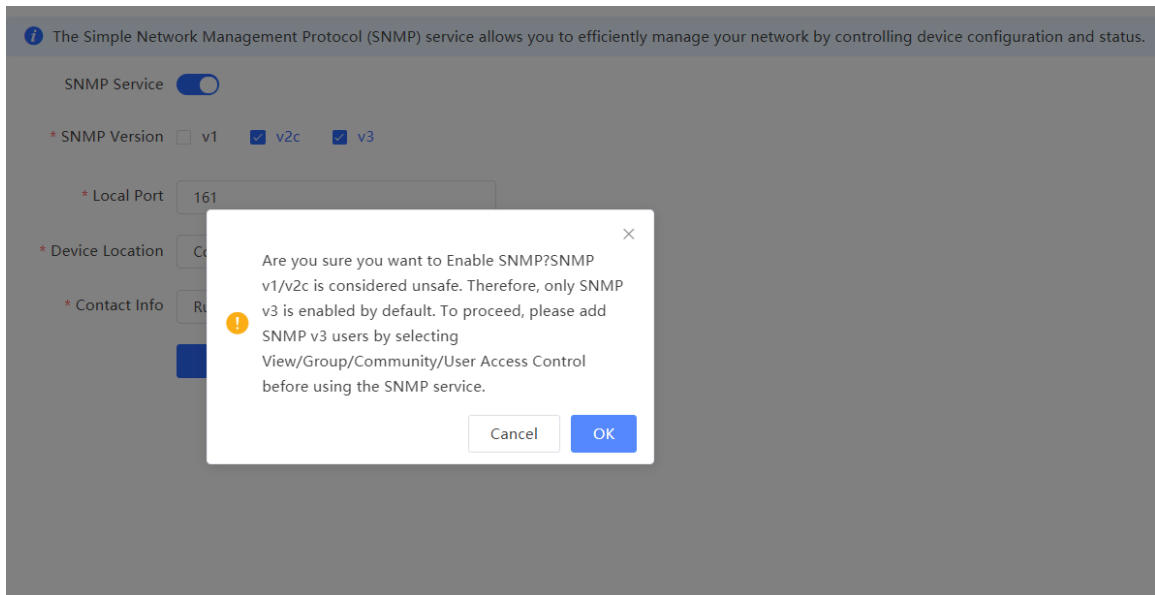 The Simple Network Management Protocol (SNMP) service allows you to efficiently manage your network by controlling device configuration and status.
SNMP Service
* SNMP Version v1 v2c v3
* Local Port 161
* Device Location
* Contact Info
Are you sure you want to Enable SNMP?SNMP
v1/v2c is considered unsafe. Therefore, only SNMP
v3 is enabled by default. To proceed, please add
SNMP v3 users by selecting
View/Group/Community/User Access Control
before using the SNMP service.
Cancel OK